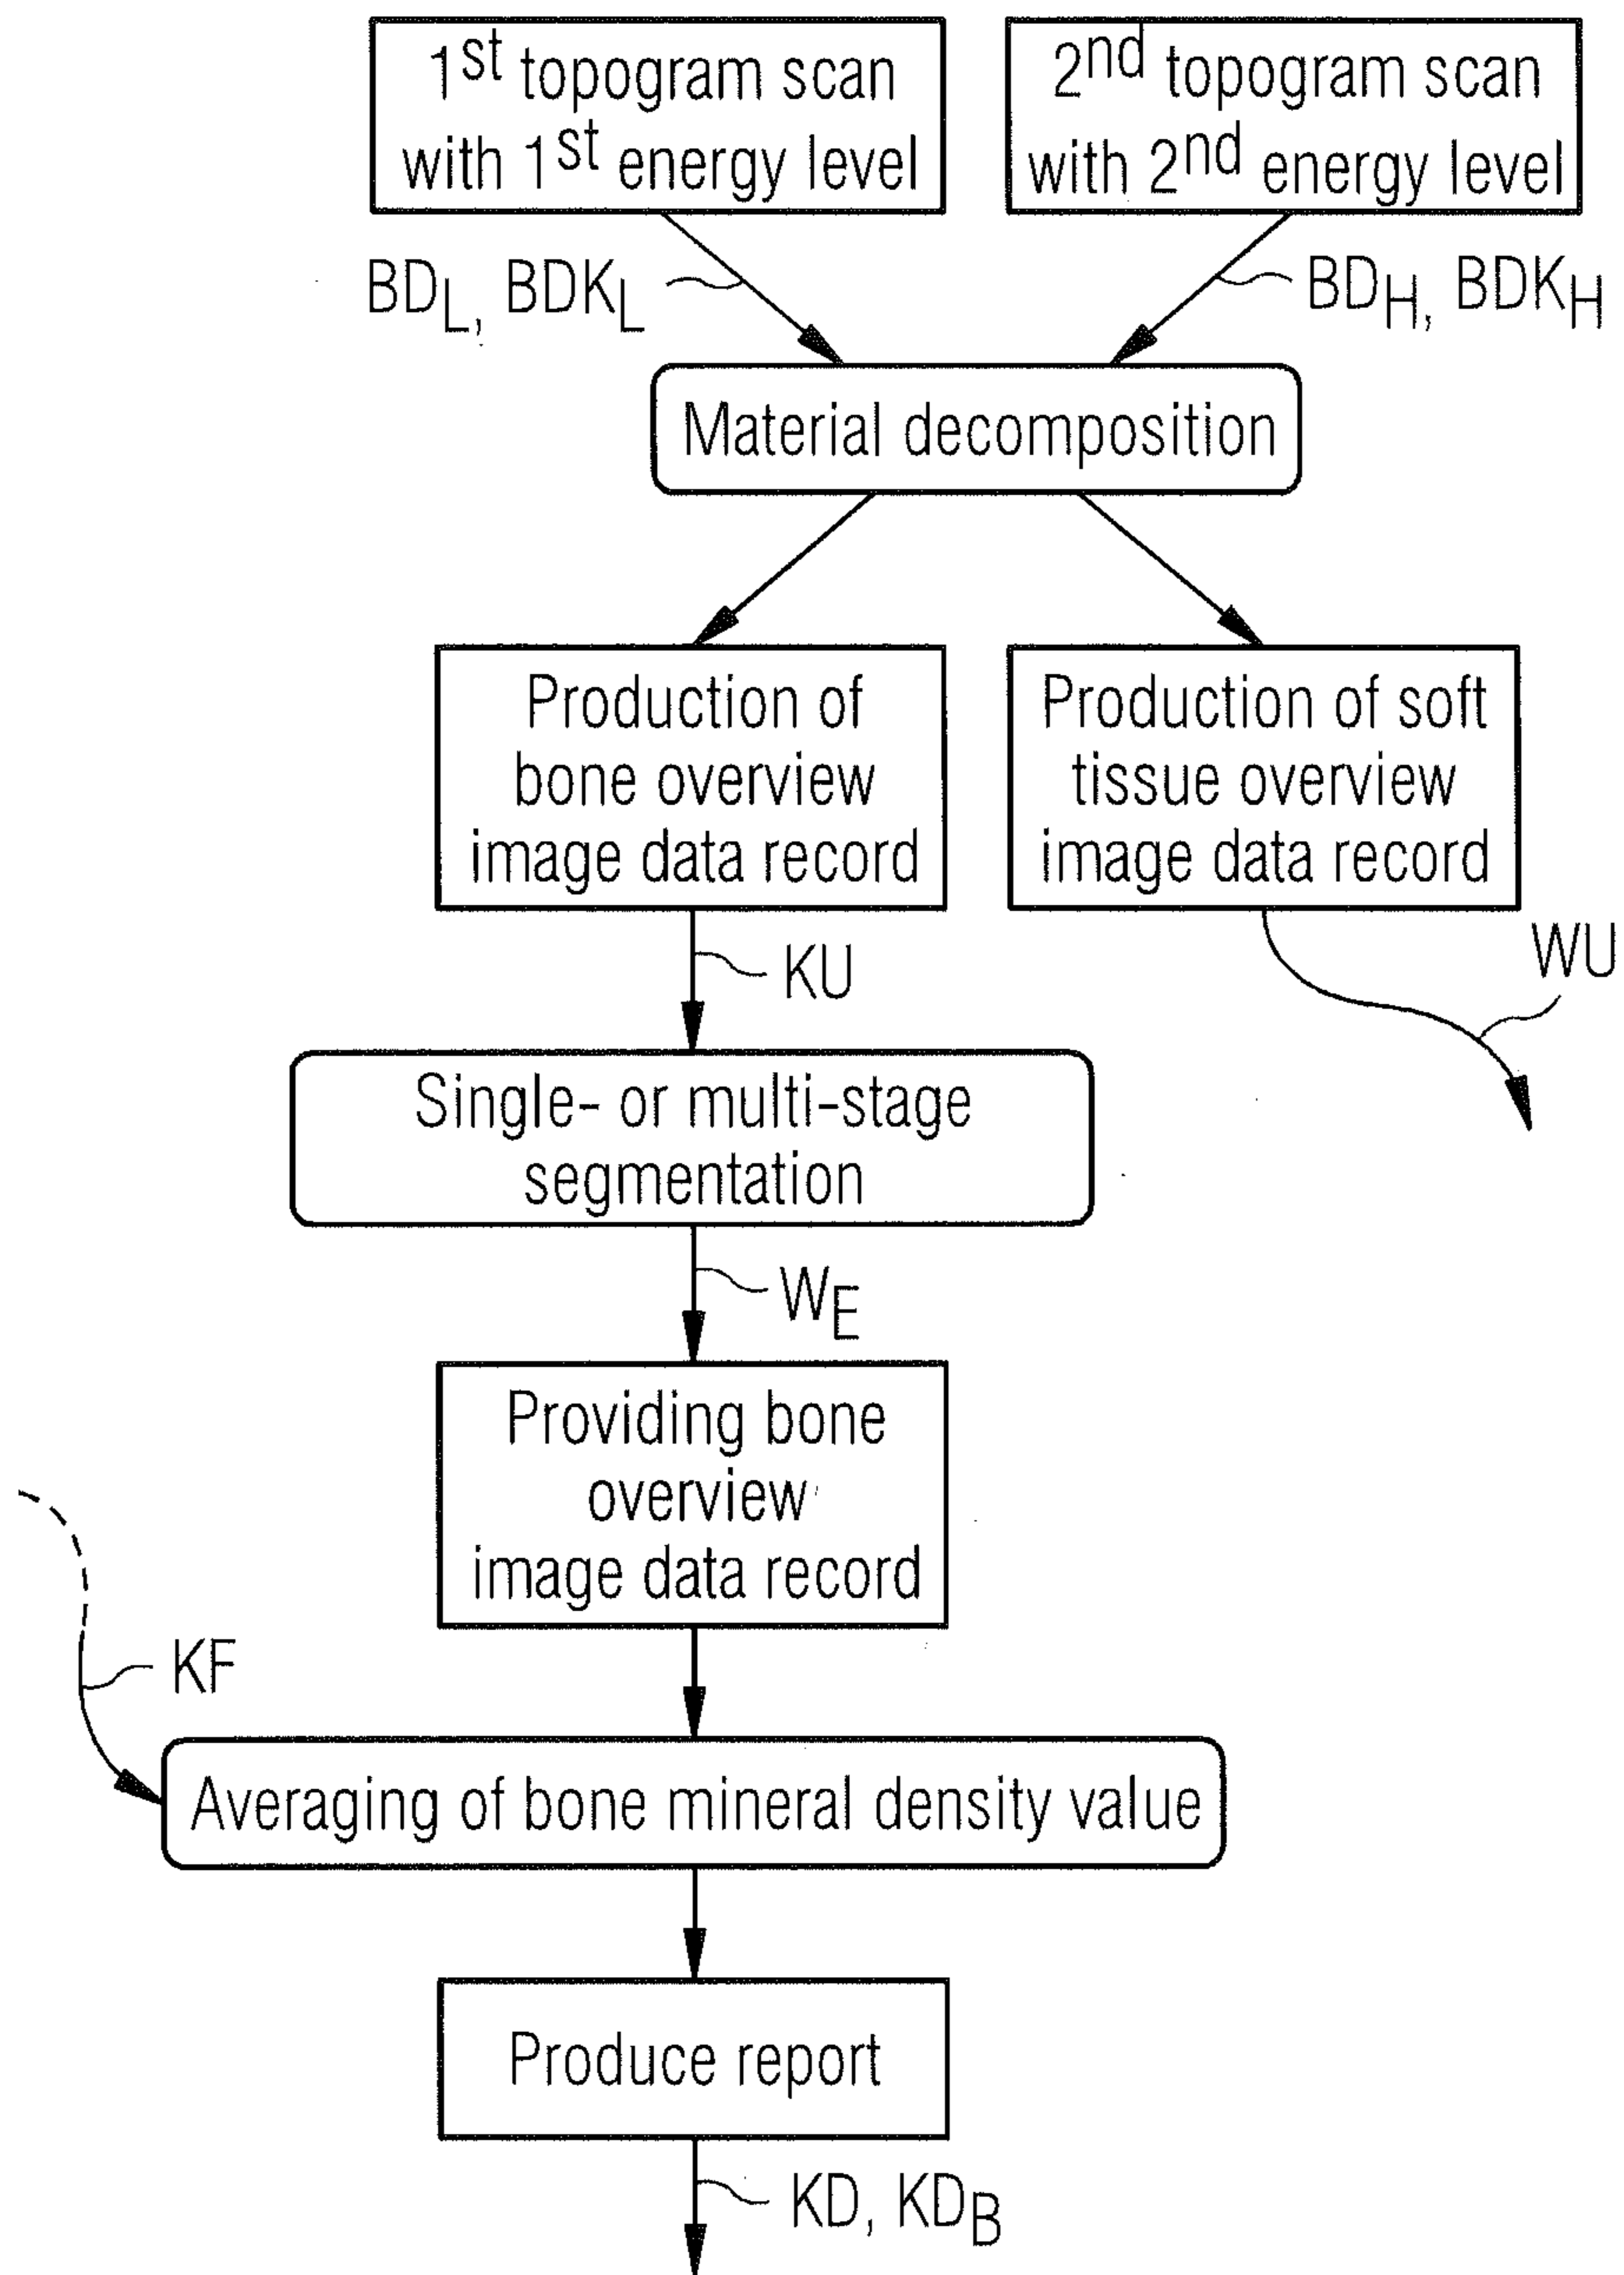 1st topogram scan
with 1st energy level
2nd topogram scan
with 2nd energy level
BDL, BDKL
BDH, BDKH
Material decomposition
Production of
bone overview
image data record
Production of soft
tissue overview
image data record
KU
WU
Single- or multi-stage
segmentation
WE
Providing bone
overview
image data record
KF
Averaging of bone mineral density value
Produce report
KD, KDB